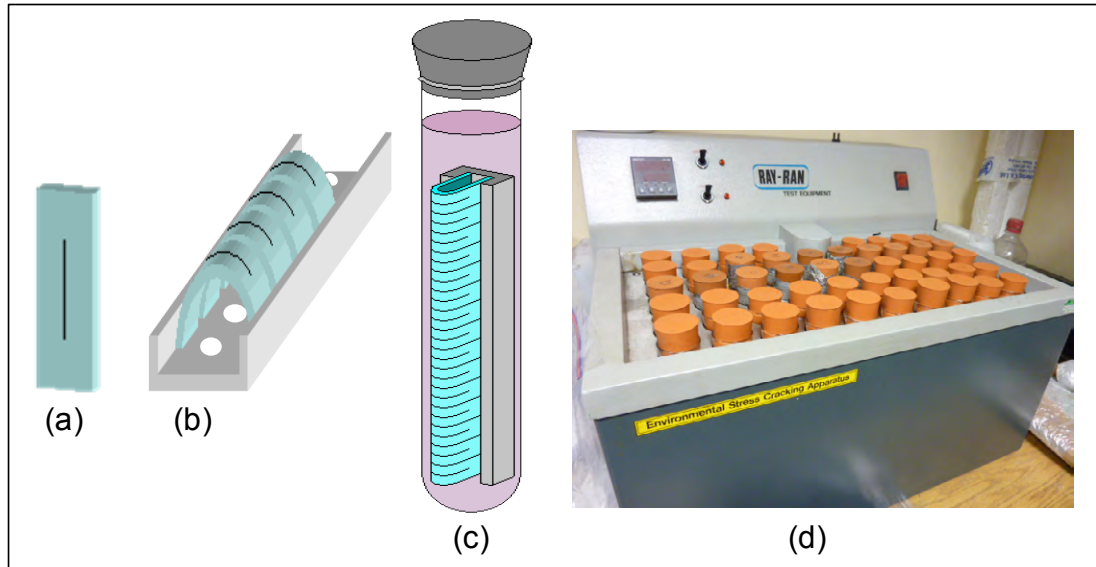 RAY-RAN
TEST EQUIPMENT
Environmental Stress Cracking Apparatus
(a)
(b)
(c)
(d)